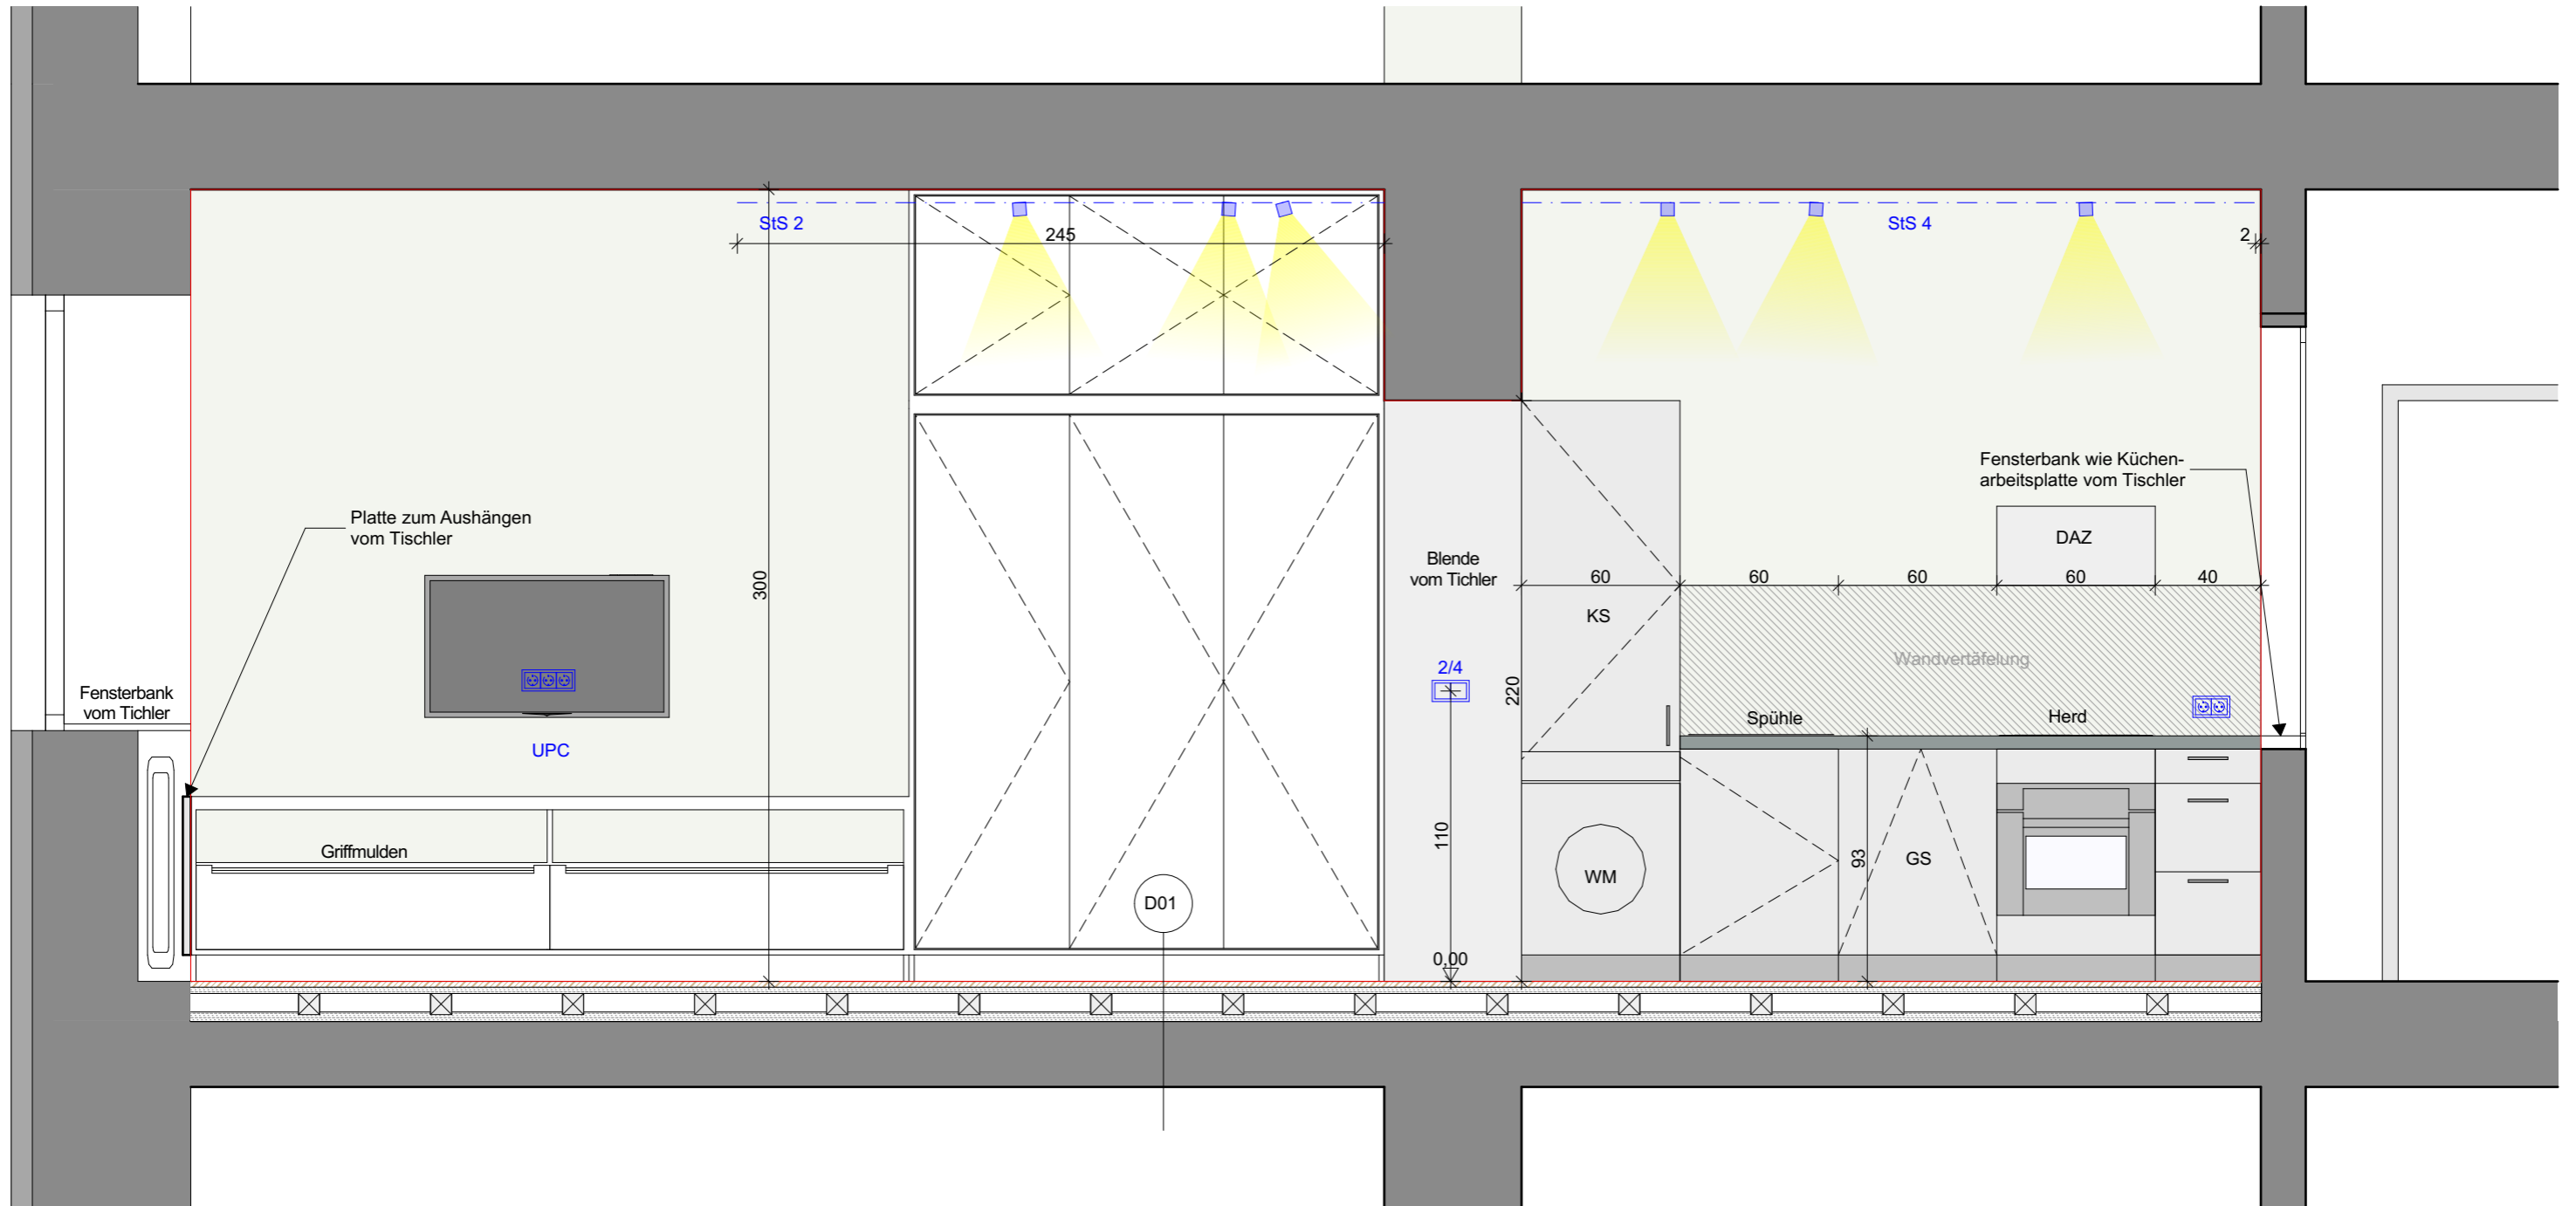 StS 2
245
StS 4
2
300
Platte zum Aushängen
vom Tischler
Fensterbank wie Küchen-
arbeitsplatte vom Tischler
DAZ
Blende
vom Tichler
60
60
60
60
40
KS
Wandvertäfelung
2/4
220
Fensterbank
vom Tichler
UPC
Spühle
Herd
110
93
Griffmulden
GS
WM
D01
0,00